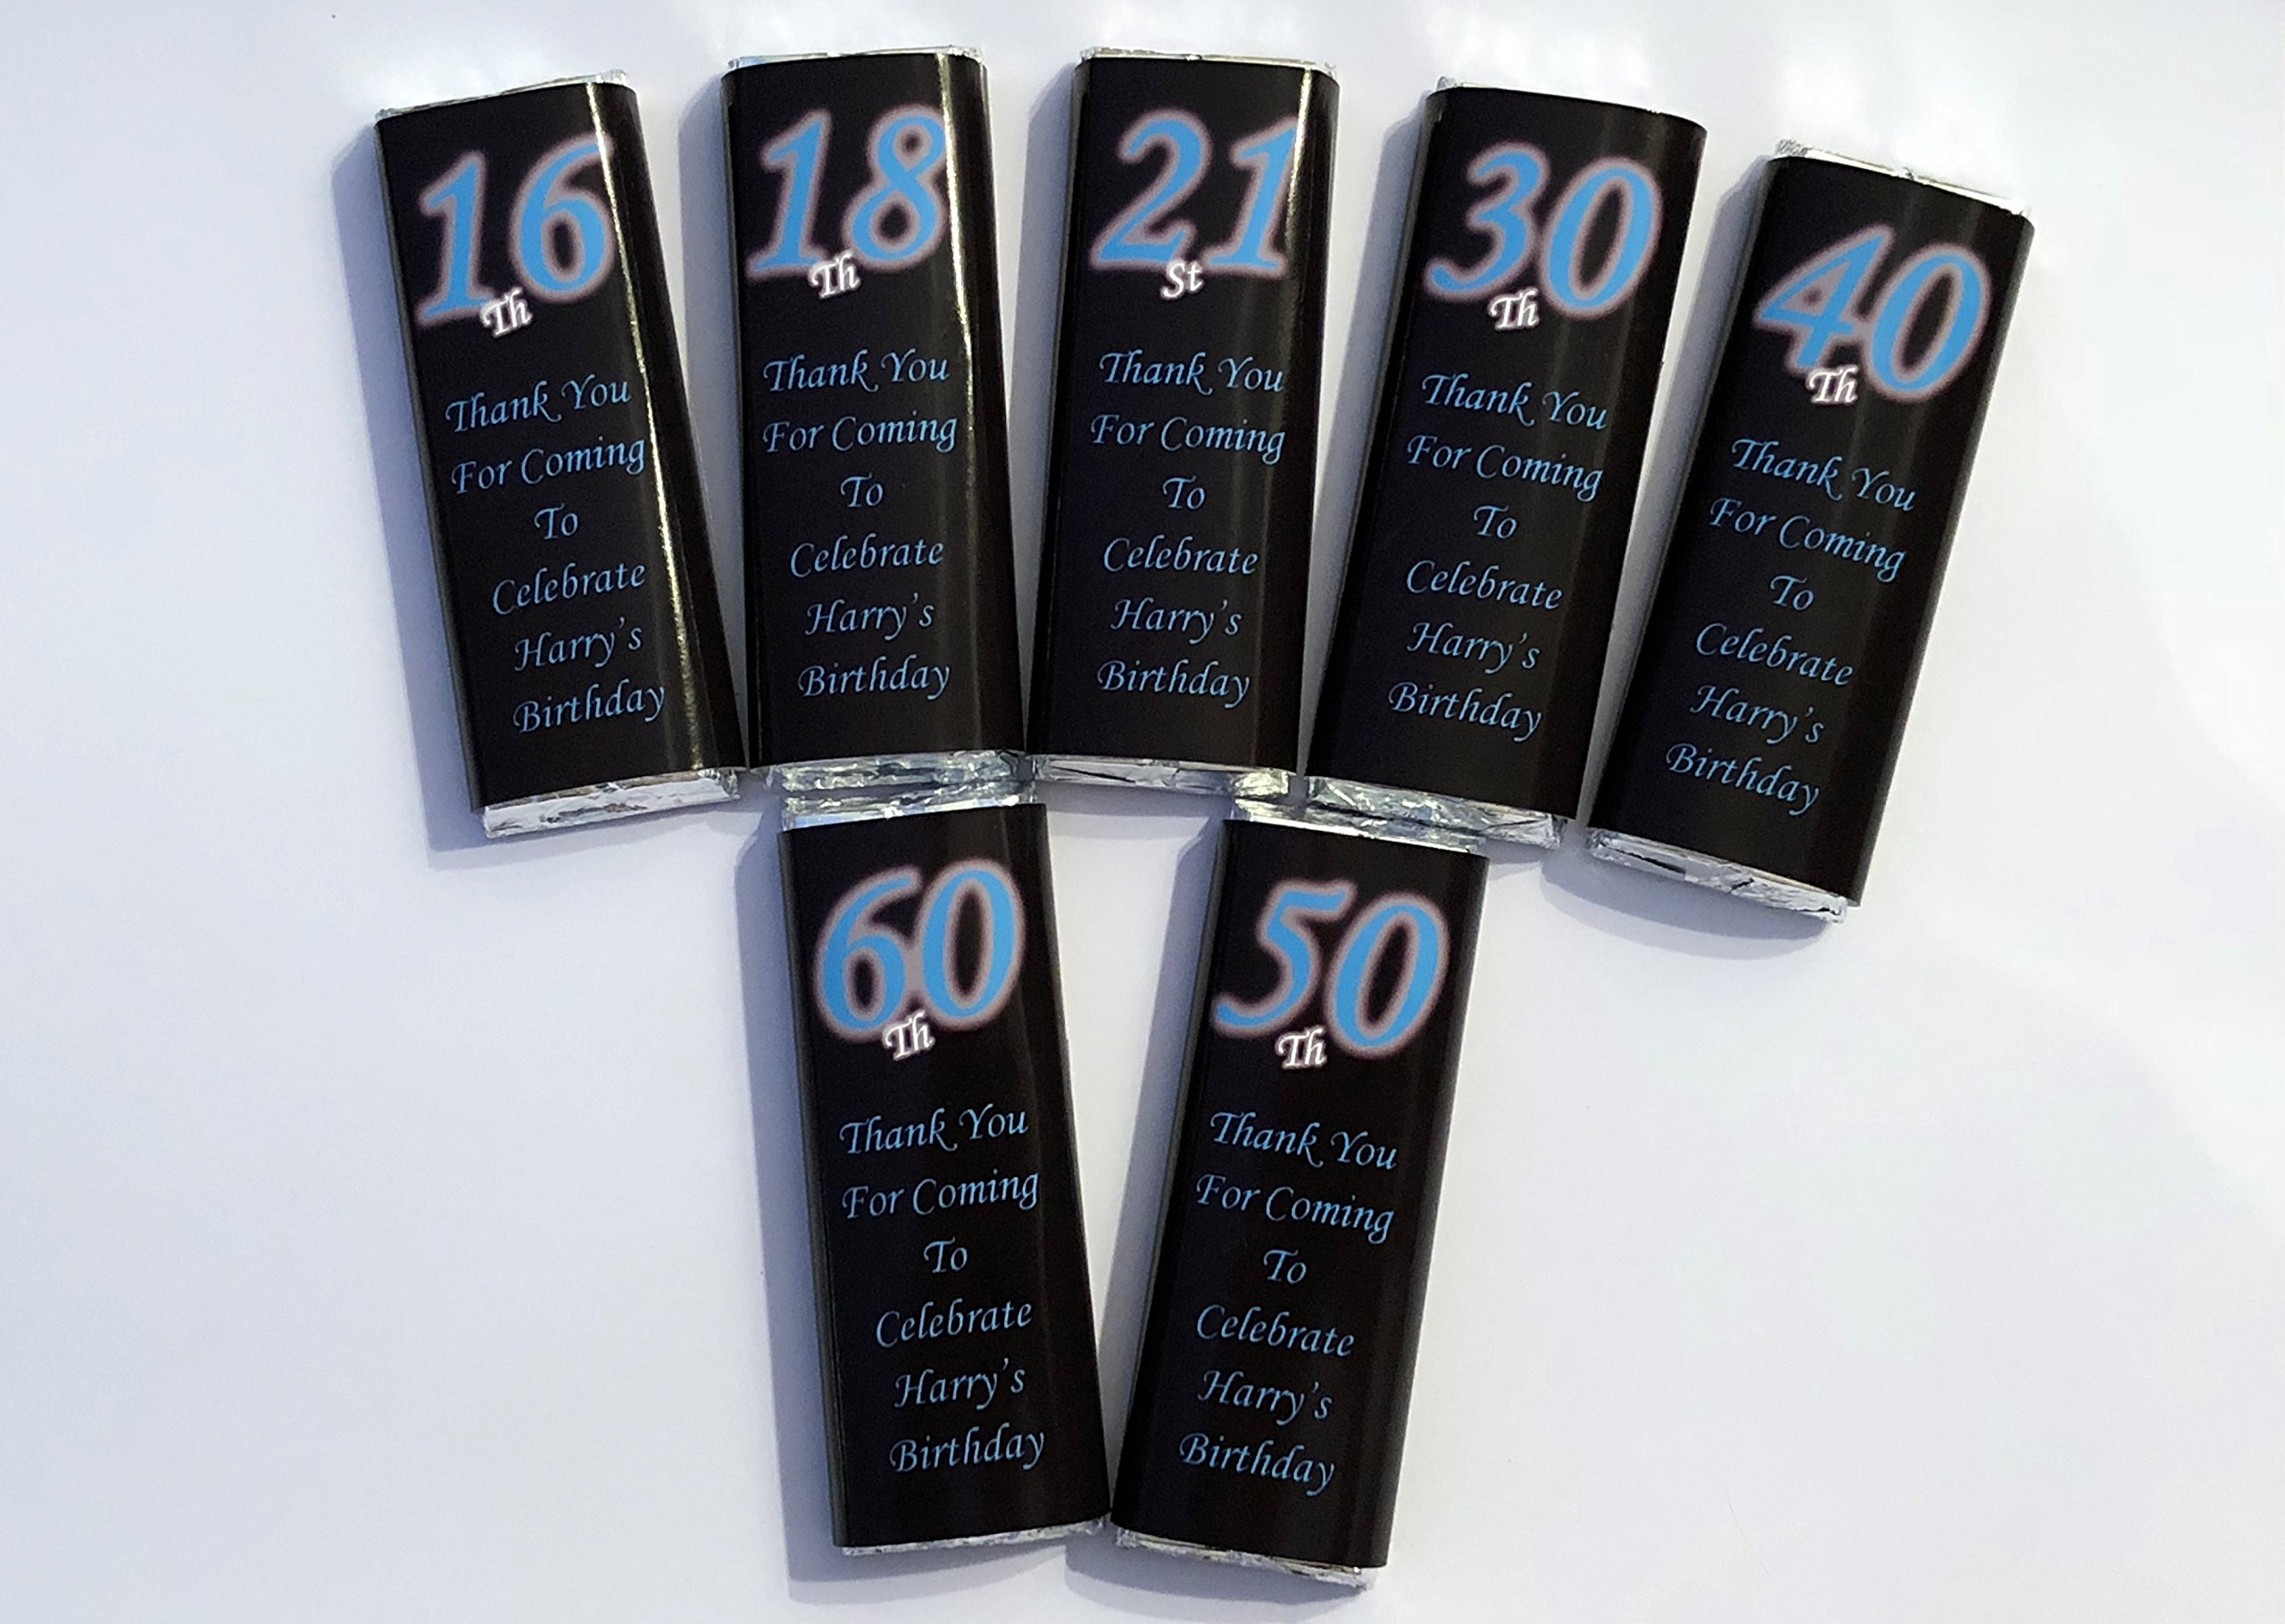 16
Th
Thank You
For Coming
To
Celebrate
Harry's
Birthday
18
Th
Thank You
For Coming
To
Celebrate
Harry's
Birthday
21
St
Thank You
For Coming
To
Celebrate
Harry's
Birthday
30
Th
Thank You
For Coming
To
Celebrate
Harry's
Birthday
40
Th
Thank You
For Coming
To
Celebrate
Harry's
Birthday
60
Th
Thank You
For Coming
To
Celebrate
Harry's
Birthday
50
Th
Thank You
For Coming
To
Celebrate
Harry's
Birthday